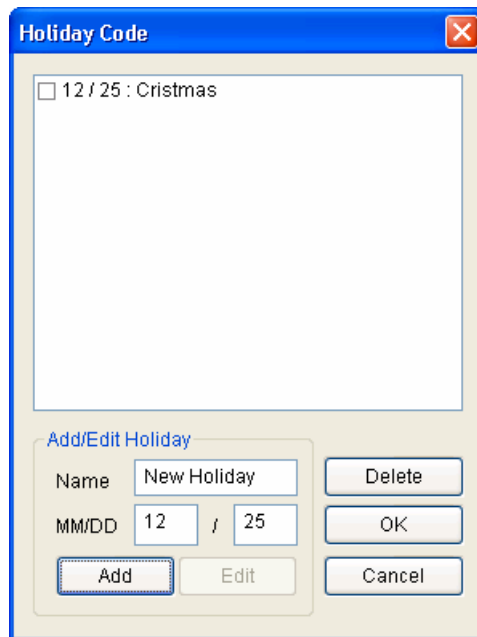 Holiday Code
12 / 25 : Cristmas
Add/Edit Holiday
Name New Holiday Delete
MM/DD 12 / 25 OK
Add Edit Cancel